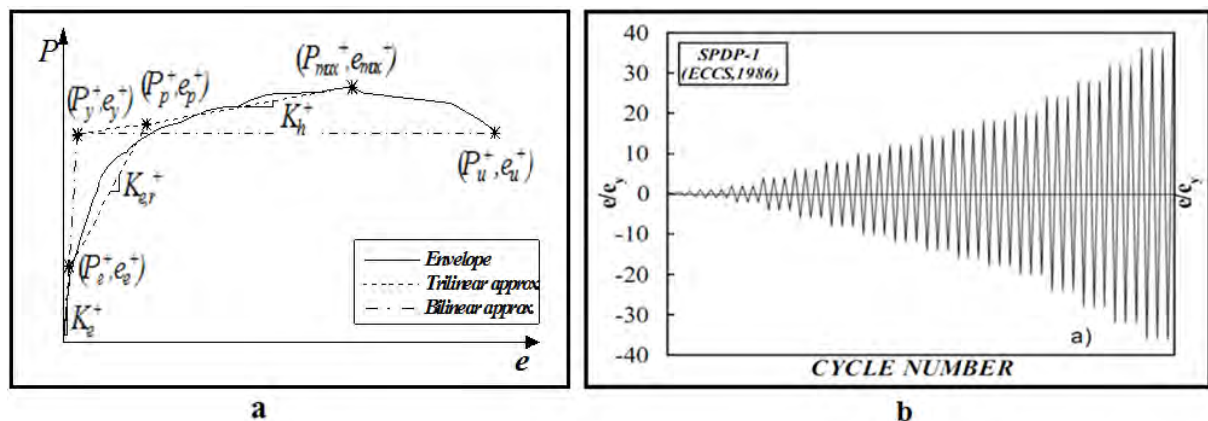 P
(P_y^+,e_y^+)
(P_p^+,e_p^+)
(P_max^+,e_max^+)
K_h^+
(P_u^+,e_u^+)
K_e,r^+
(P_e^+,e_e^+)
K_e^+
Envelope
Trilinear approx.
Bilinear approx.
e
a
40
30
20
10
0
-10
-20
-30
-40
e/e_y
SPDP-1
(ECCS,1986)
e/e_y
a)
CYCLE NUMBER
b